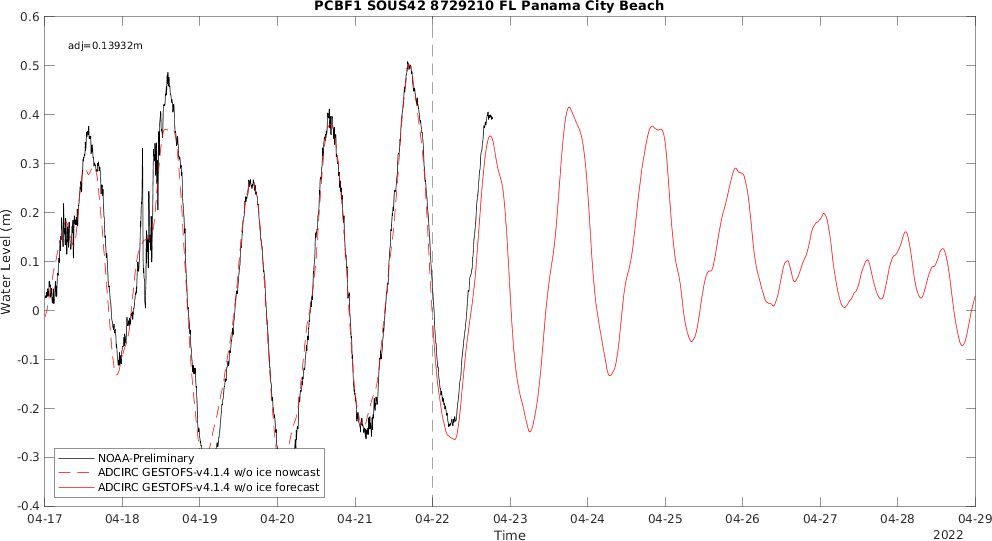 PCBF1 SOUS42 8729210 FL Panama City Beach
adj=0.13932m
0.6
0.5
0.4
0.3
0.2
0.1
0
-0.1
-0.2
-0.3
-0.4
Water Level (m)
NOAA-Preliminary
ADCIRC GESTOFS-v4.1.4 w/o ice nowcast
ADCIRC GESTOFS-v4.1.4 w/o ice forecast
04-17 04-18 04-19 04-20 04-21 04-22 04-23 04-24 04-25 04-26 04-27 04-28 04-29
Time
2022